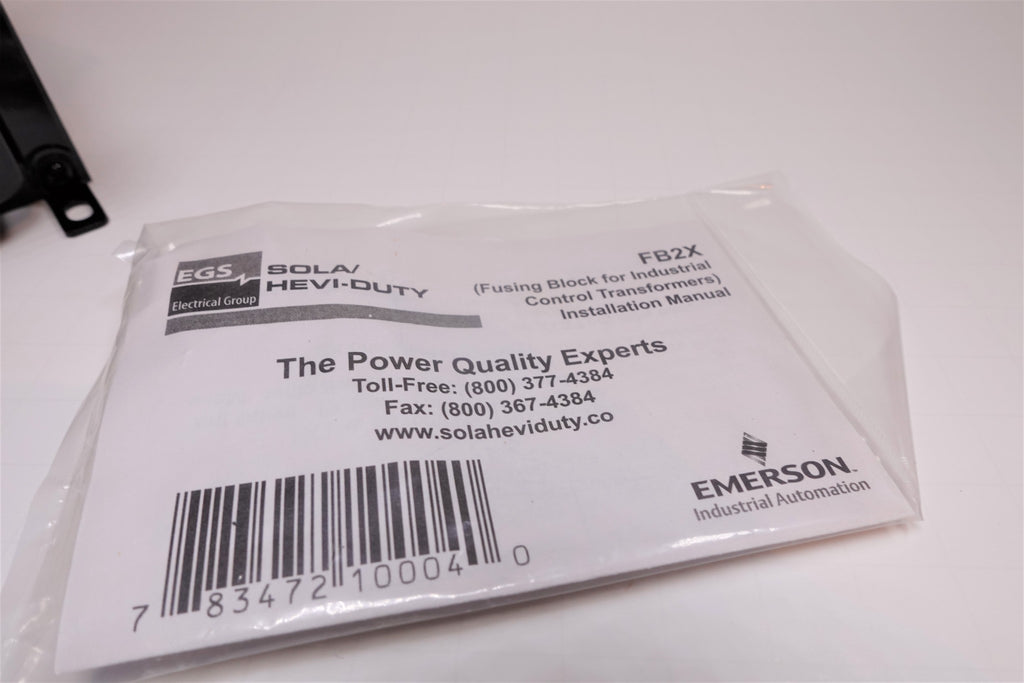 EGS
Electrical Group
SOLA/
HEVI-DUTY
FB2X
(Fusing Block for Industrial
Control Transformers)
Installation Manual
The Power Quality Experts
Toll-Free: (800) 377-4384
Fax: (800) 367-4384
www.solaheviduty.co
EMERSON™
Industrial Automation
7 83472 10004 0